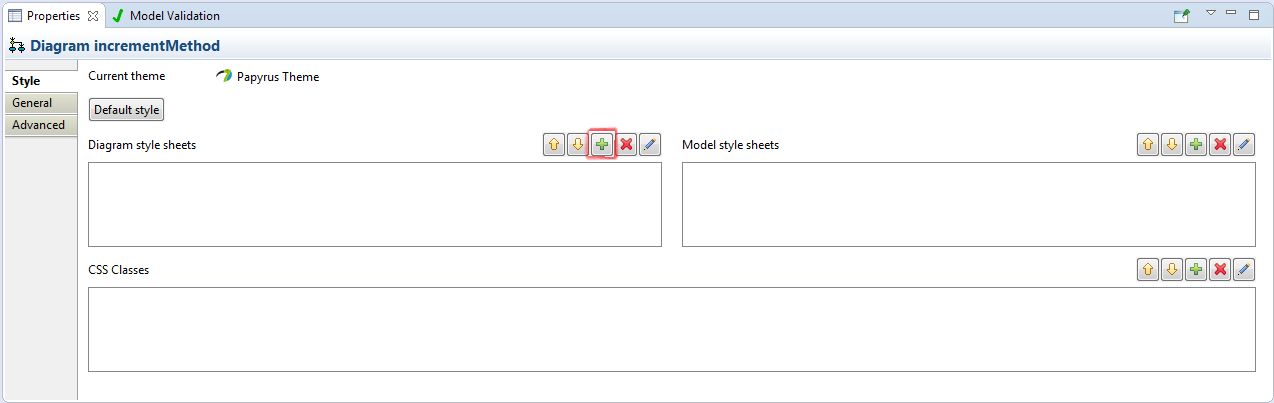 Properties Model Validation
Diagram incrementMethod
Style
General
Advanced
Current theme Papyrus Theme
Default style
Diagram style sheets
Model style sheets
CSS Classes